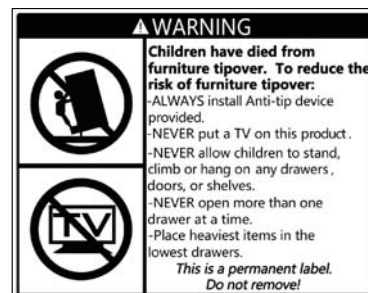 WARNING
Children have died from
furniture tipover. To reduce the
risk of furniture tipover:
-ALWAYS install Anti-tip device
provided.
-NEVER put a TV on this product.
-NEVER allow children to stand,
climb or hang on any drawers,
doors, or shelves.
-NEVER open more than one
drawer at a time.
-Place heaviest items in the
lowest drawers.
This is a permanent label.
Do not remove!
TV